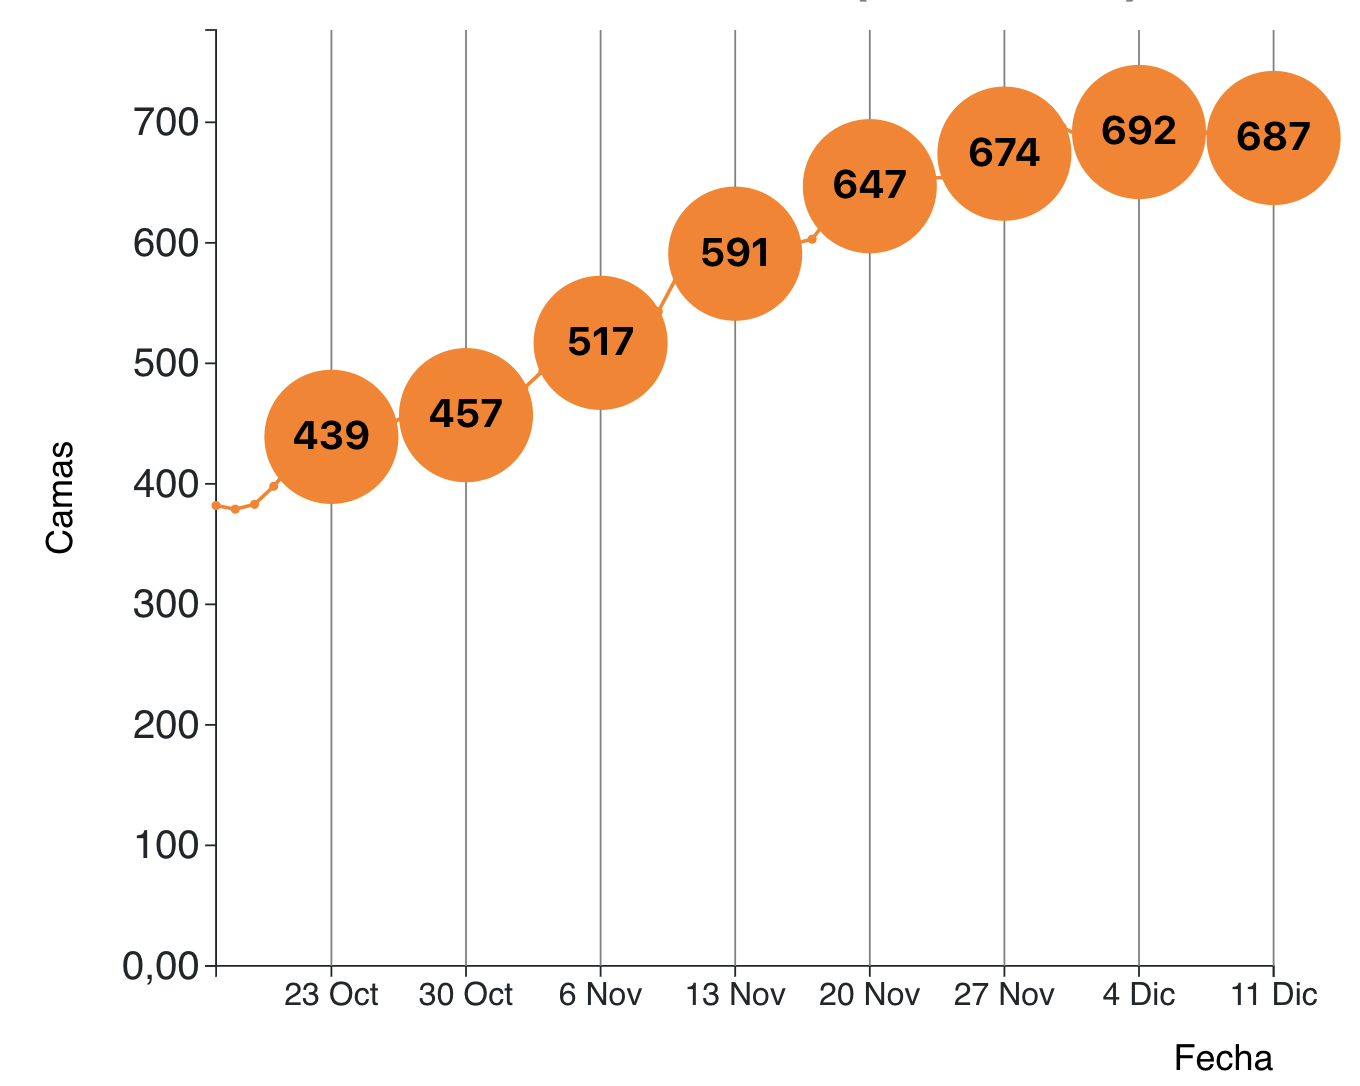 700
600
500
400
300
200
100
0,00
Camas
439
457
517
591
647
674
692
687
23 Oct
30 Oct
6 Nov
13 Nov
20 Nov
27 Nov
4 Dic
11 Dic
Fecha